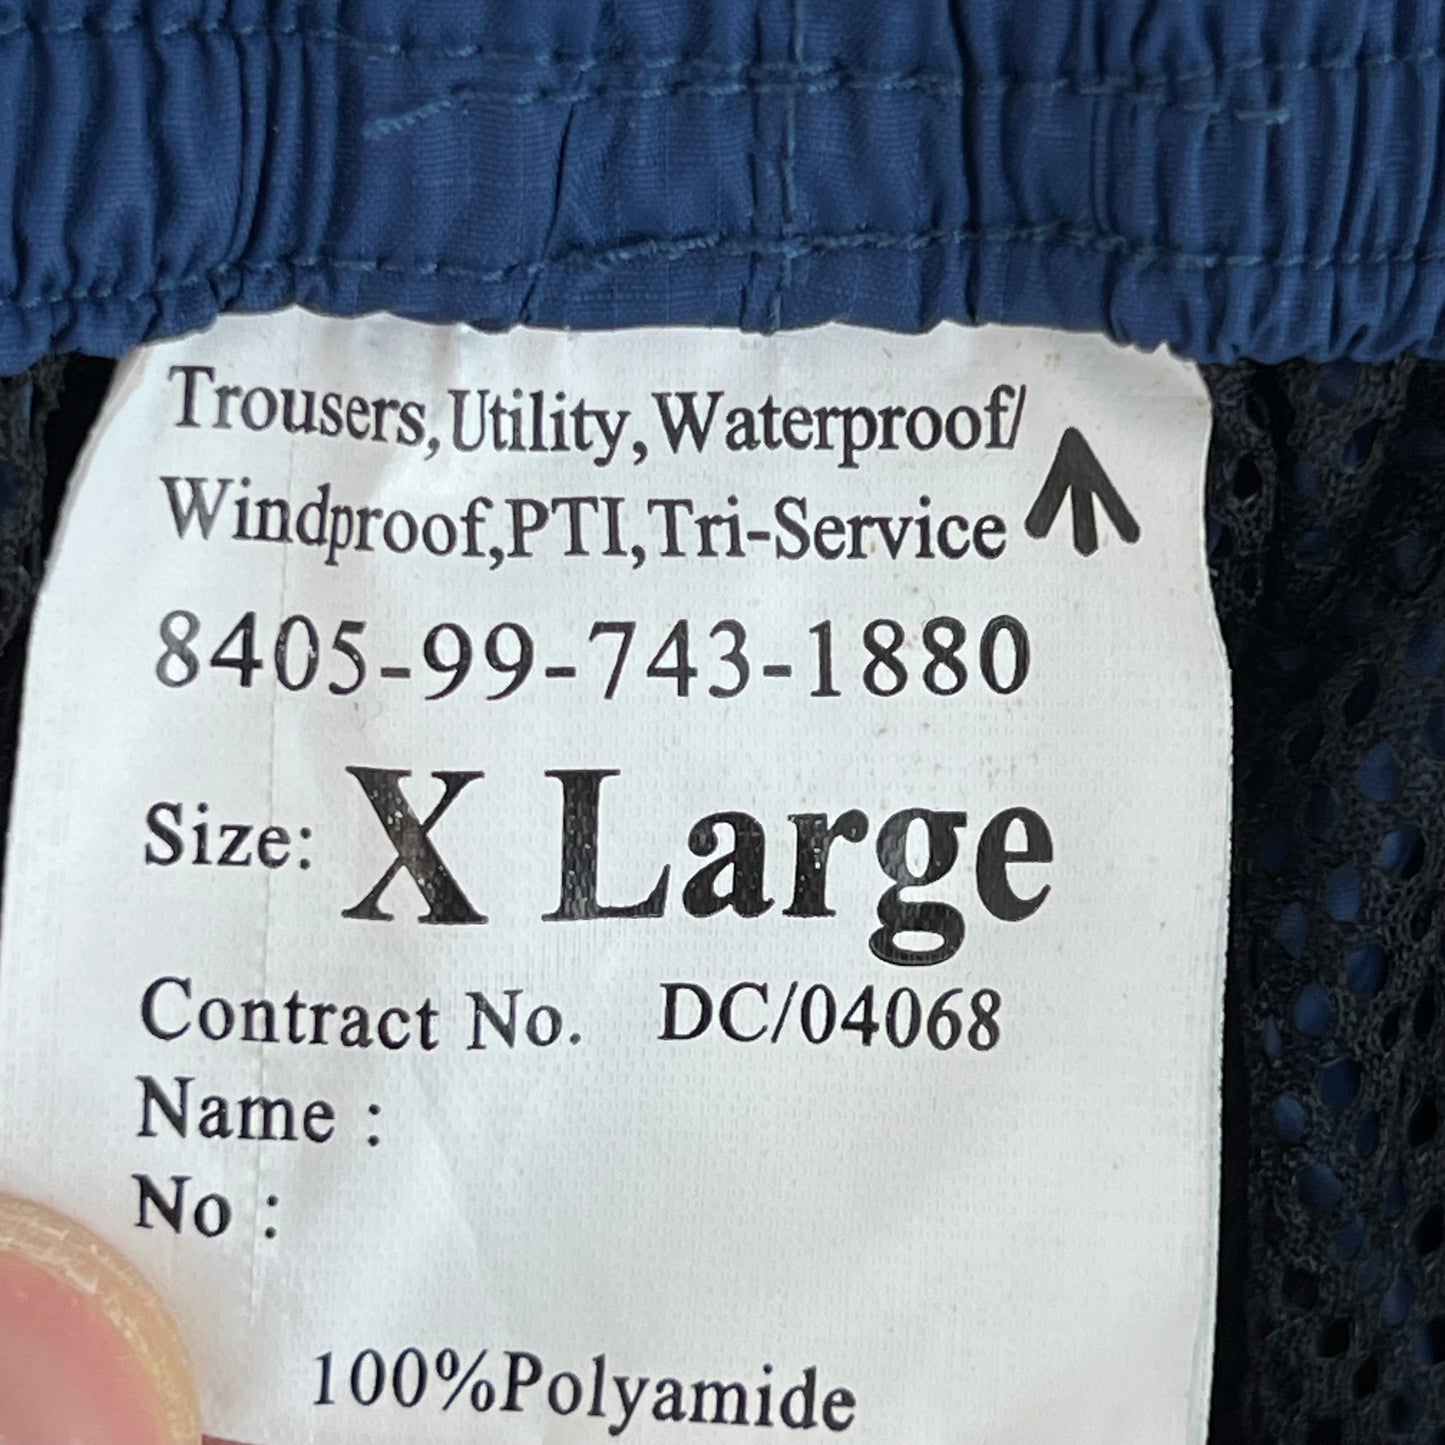 Trousers,Utility,Waterproof/
Windproof,PTI,Tri-Service
8405-99-743-1880
Size: X Large
Contract No. DC/04068
Name :
No :
100%Polyamide